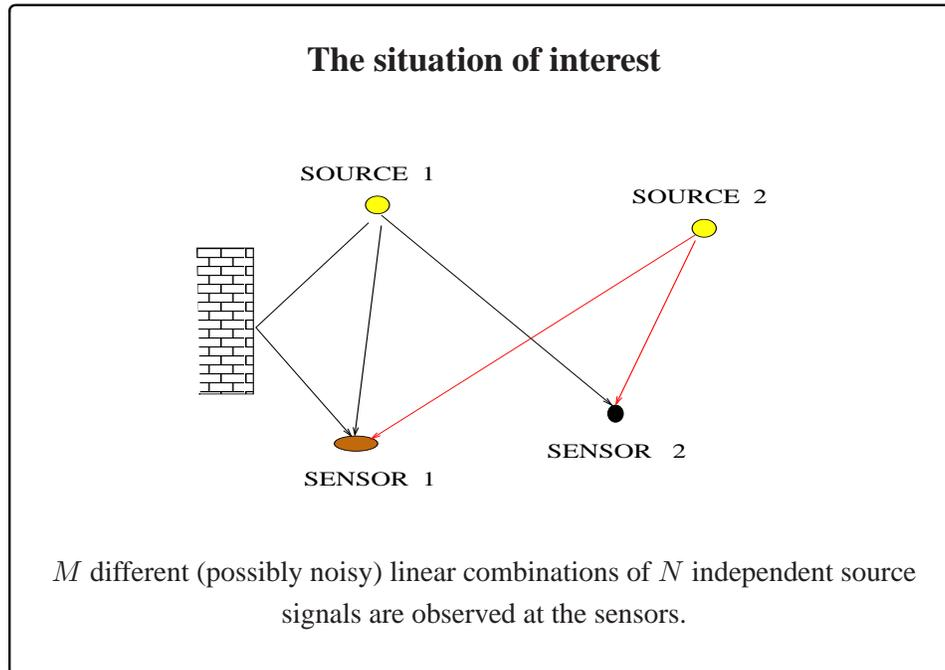 The situation of interest
SOURCE 1
SOURCE 2
SENSOR 2
SENSOR 1
M different (possibly noisy) linear combinations of N independent source
signals are observed at the sensors.